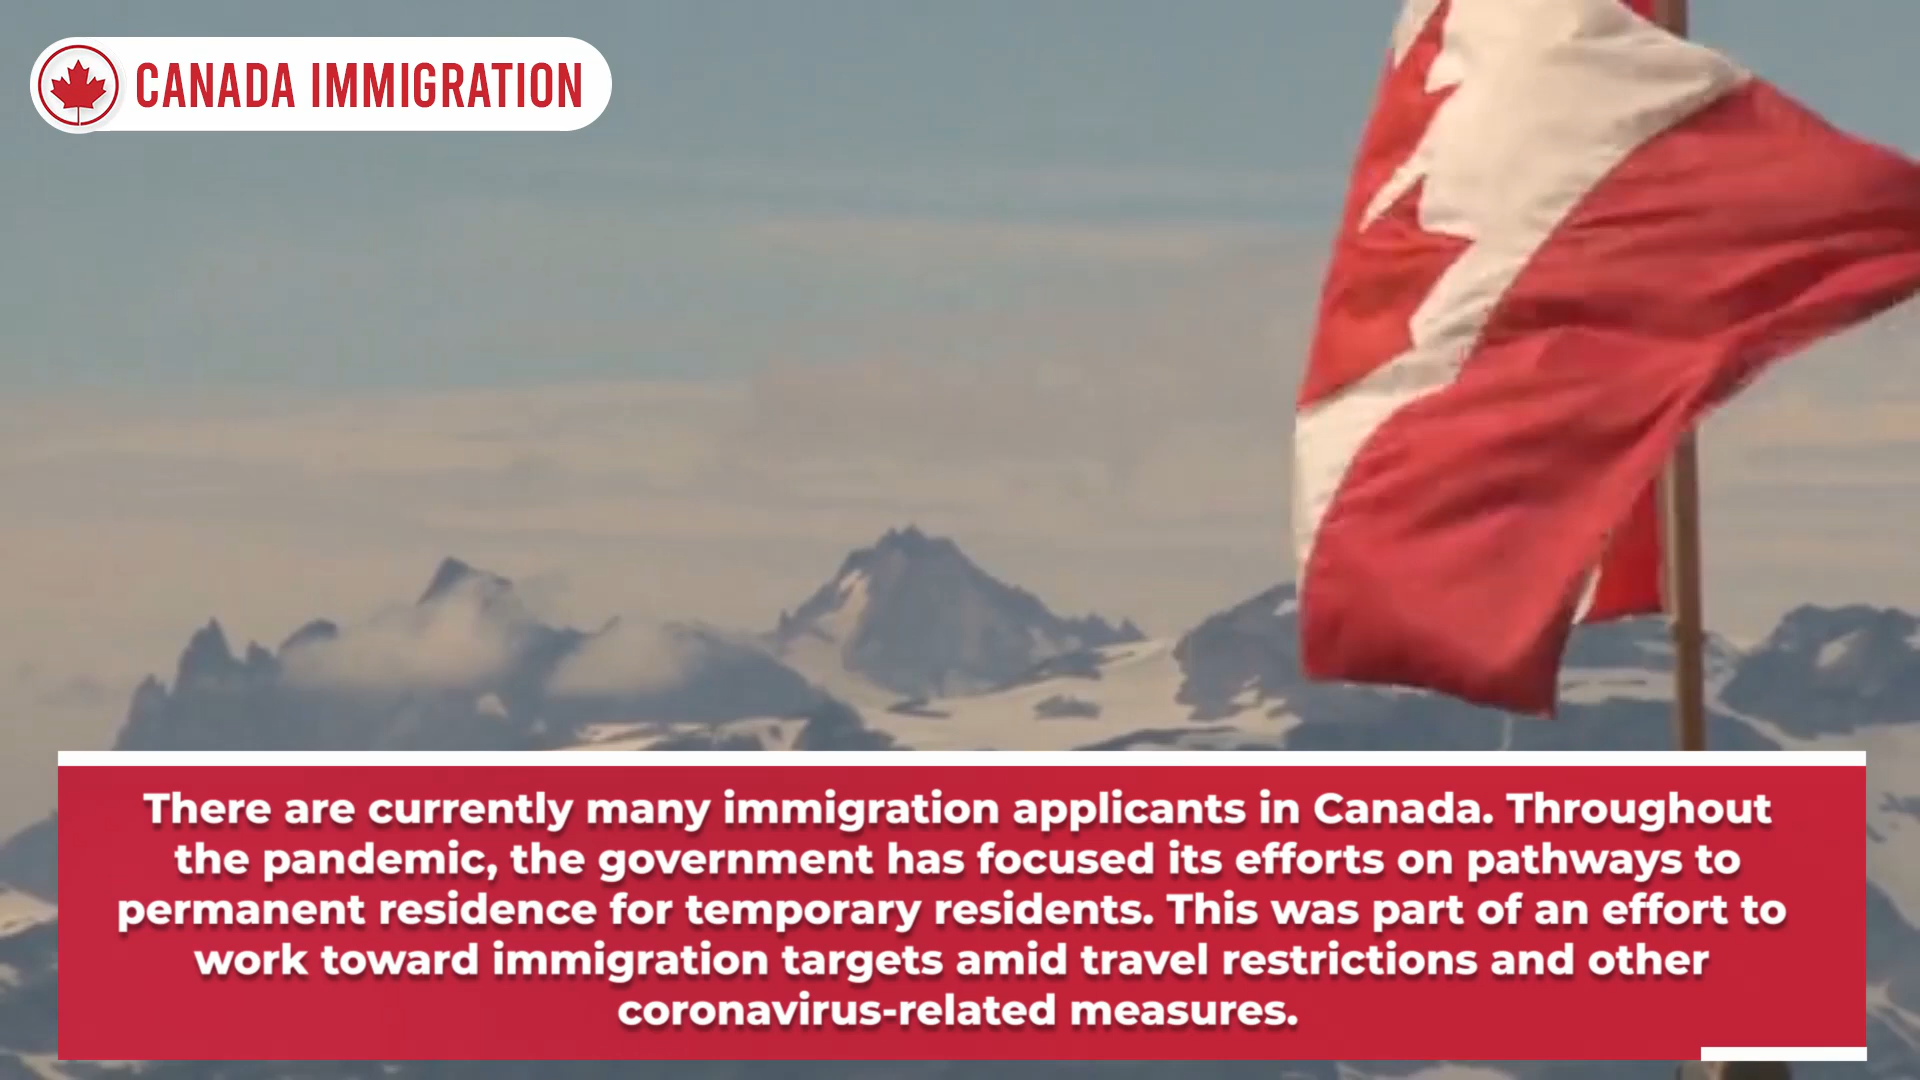 CANADA IMMIGRATION
There are currently many immigration applicants in Canada. Throughout
the pandemic, the government has focused its efforts on pathways to
permanent residence for temporary residents. This was part of an effort to
work toward immigration targets amid travel restrictions and other
coronavirus-related measures.